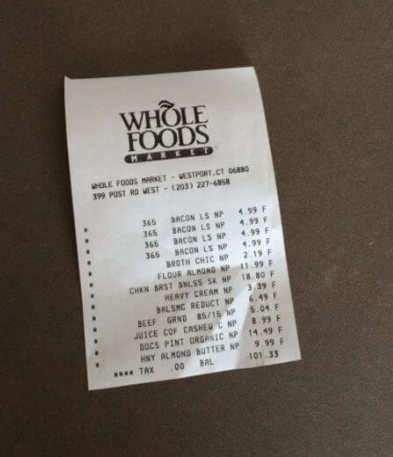 WHOLE
FOODS
MARKET
WHOLE FOODS MARKET - WESTPORT,CT 06880
399 POST RD WEST - (203) 227-6858
365 BACON LS NP 4.99 F
365 BACON LS NP 4.99 F
365 BACON LS NP 4.99 F
365 BACON LS NP 4.99 F
BROTH CHIC NP 2.19 F
FLOUR ALMOND NP 11.99 F
CHKN BRST BNLSS SK NP 18.80 F
HEAVY CREAM NP 3.39 F
BALSMC REDUCT NP 6.49 F
BEEF GRND 85/15 NP 5.04 F
JUICE COF CASHEW C NP 8.99 F
DOCS PINT ORGANIC NP 14.49 F
HNY ALMOND BUTTER NP 9.99 F
**** TAX .00 BAL 101.33